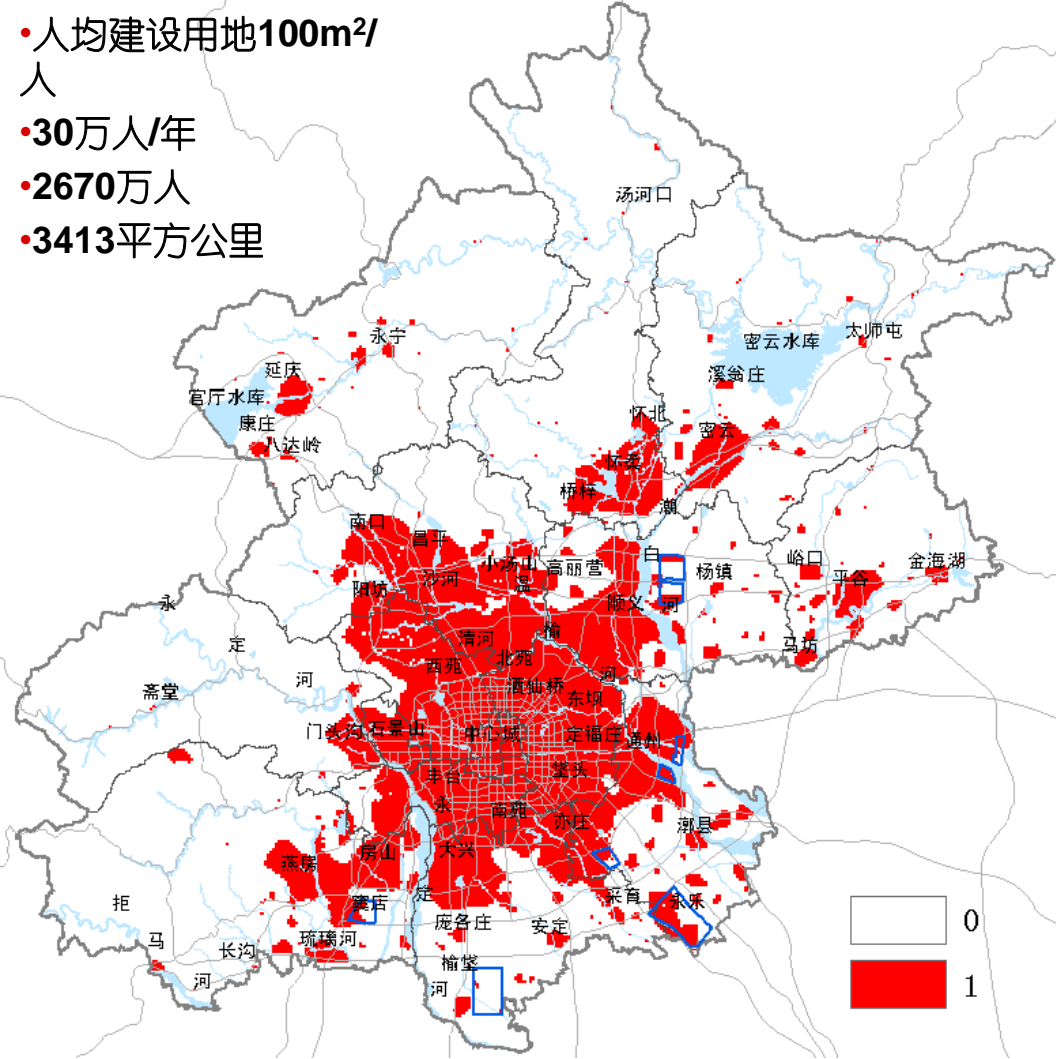 •人均建设用地100m²/
人
•30万人/年
•2670万人
•3413平方公里
汤河口
永宁
密云水库
太师屯
延庆
溪翁庄
官厅水库
怀北
康庄
密云
八达岭
怀柔
桥梓
潮
南口
昌平
白
小汤山
高丽营
杨镇
峪口
金海湖
沙河
温
平谷
阳坊
顺义
河
永
清河
榆
定
马坊
西苑
北苑
河
河
斋堂
酒仙桥
东坝
门头沟
石景山
中心城
定福庄
通州
丰台
垡头
永
南苑
亦庄
漷县
大兴
房山
燕房
定
采育
永乐
窦店
拒
庞各庄
安定
马
琉璃河
长沟
榆垡
河
河
0
1